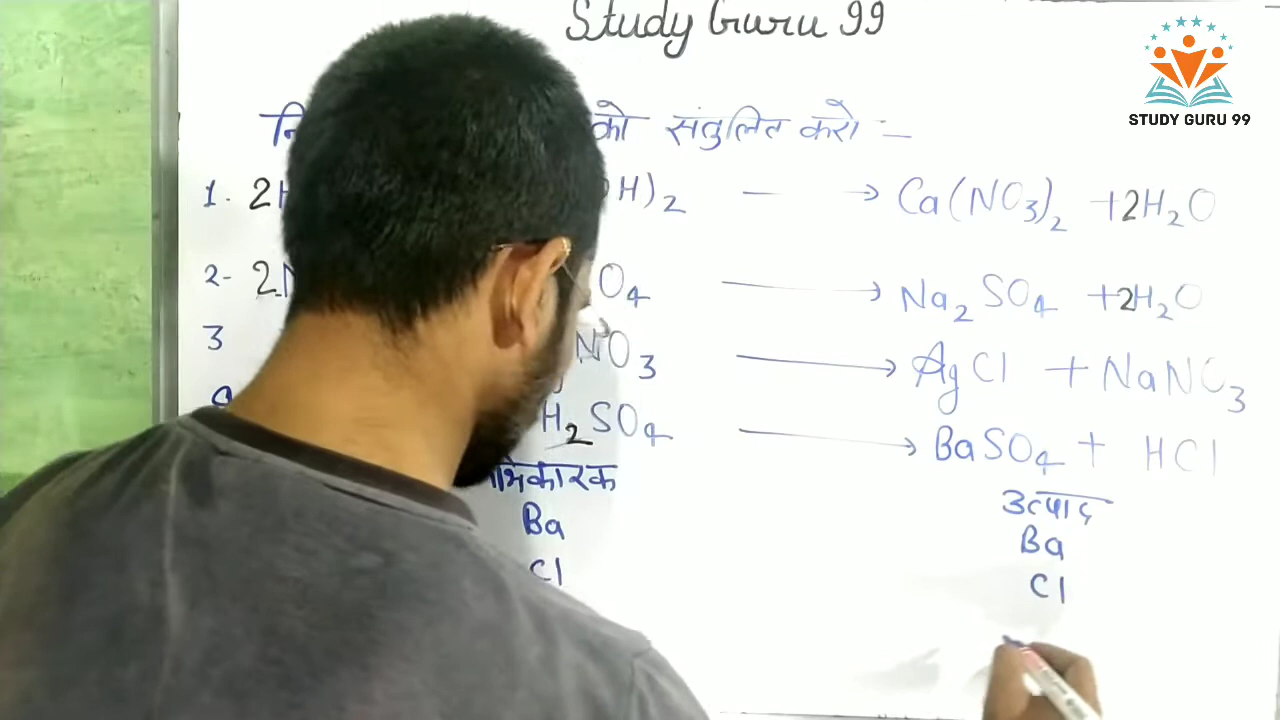 Study Guru 99
STUDY GURU 99
को संतुलित करो :-
1. 2H H)2 —→ Ca(NO3)2 + 2H2O
2- 2N O4 → Na2SO4 + 2H2O
3 NO3 → AgCl + NaNO3
H2SO4 → BaSO4 + HCl
भिकारक उत्पाद
Ba Ba
Cl Cl